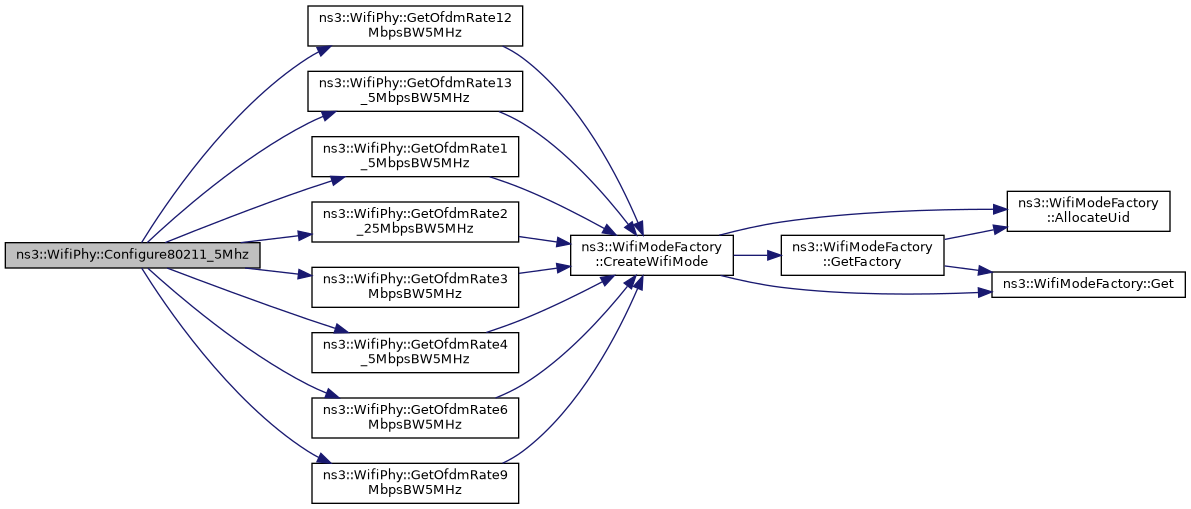 ns3::WifiPhy::Configure80211_5Mhz
ns3::WifiPhy::GetOfdmRate12
MbpsBW5MHz
ns3::WifiPhy::GetOfdmRate13
_5MbpsBW5MHz
ns3::WifiPhy::GetOfdmRate1
_5MbpsBW5MHz
ns3::WifiPhy::GetOfdmRate2
_25MbpsBW5MHz
ns3::WifiPhy::GetOfdmRate3
MbpsBW5MHz
ns3::WifiPhy::GetOfdmRate4
_5MbpsBW5MHz
ns3::WifiPhy::GetOfdmRate6
MbpsBW5MHz
ns3::WifiPhy::GetOfdmRate9
MbpsBW5MHz
ns3::WifiModeFactory
::CreateWifiMode
ns3::WifiModeFactory
::GetFactory
ns3::WifiModeFactory
::AllocateUid
ns3::WifiModeFactory::Get